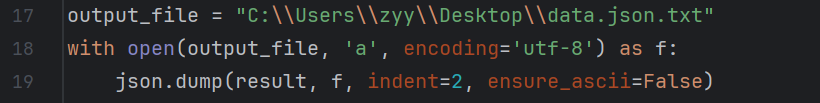 17 output_file = "C:\\Users\\zyy\\Desktop\\data.json.txt"
18 with open(output_file, 'a', encoding='utf-8') as f:
19     json.dump(result, f, indent=2, ensure_ascii=False)